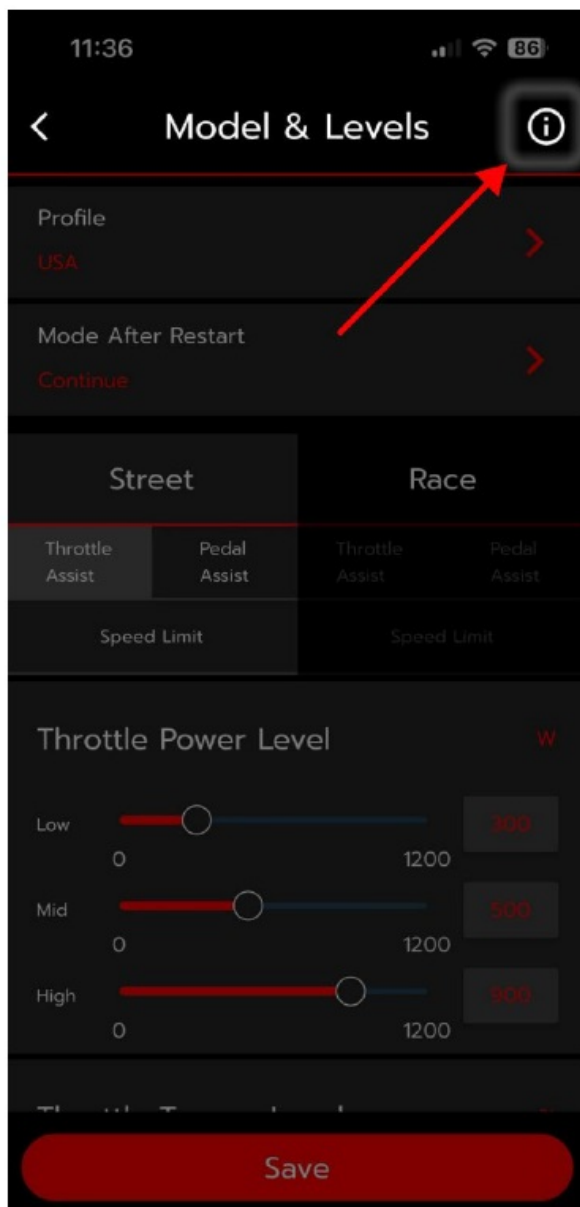 11:36 86
Model & Levels
Profile
USA
Mode After Restart
Continue
Street Race
Throttle Assist Pedal Assist Throttle Assist Pedal Assist
Speed Limit Speed Limit
Throttle Power Level W
Low 300
0 1200
Mid 500
0 1200
High 900
0 1200
Save